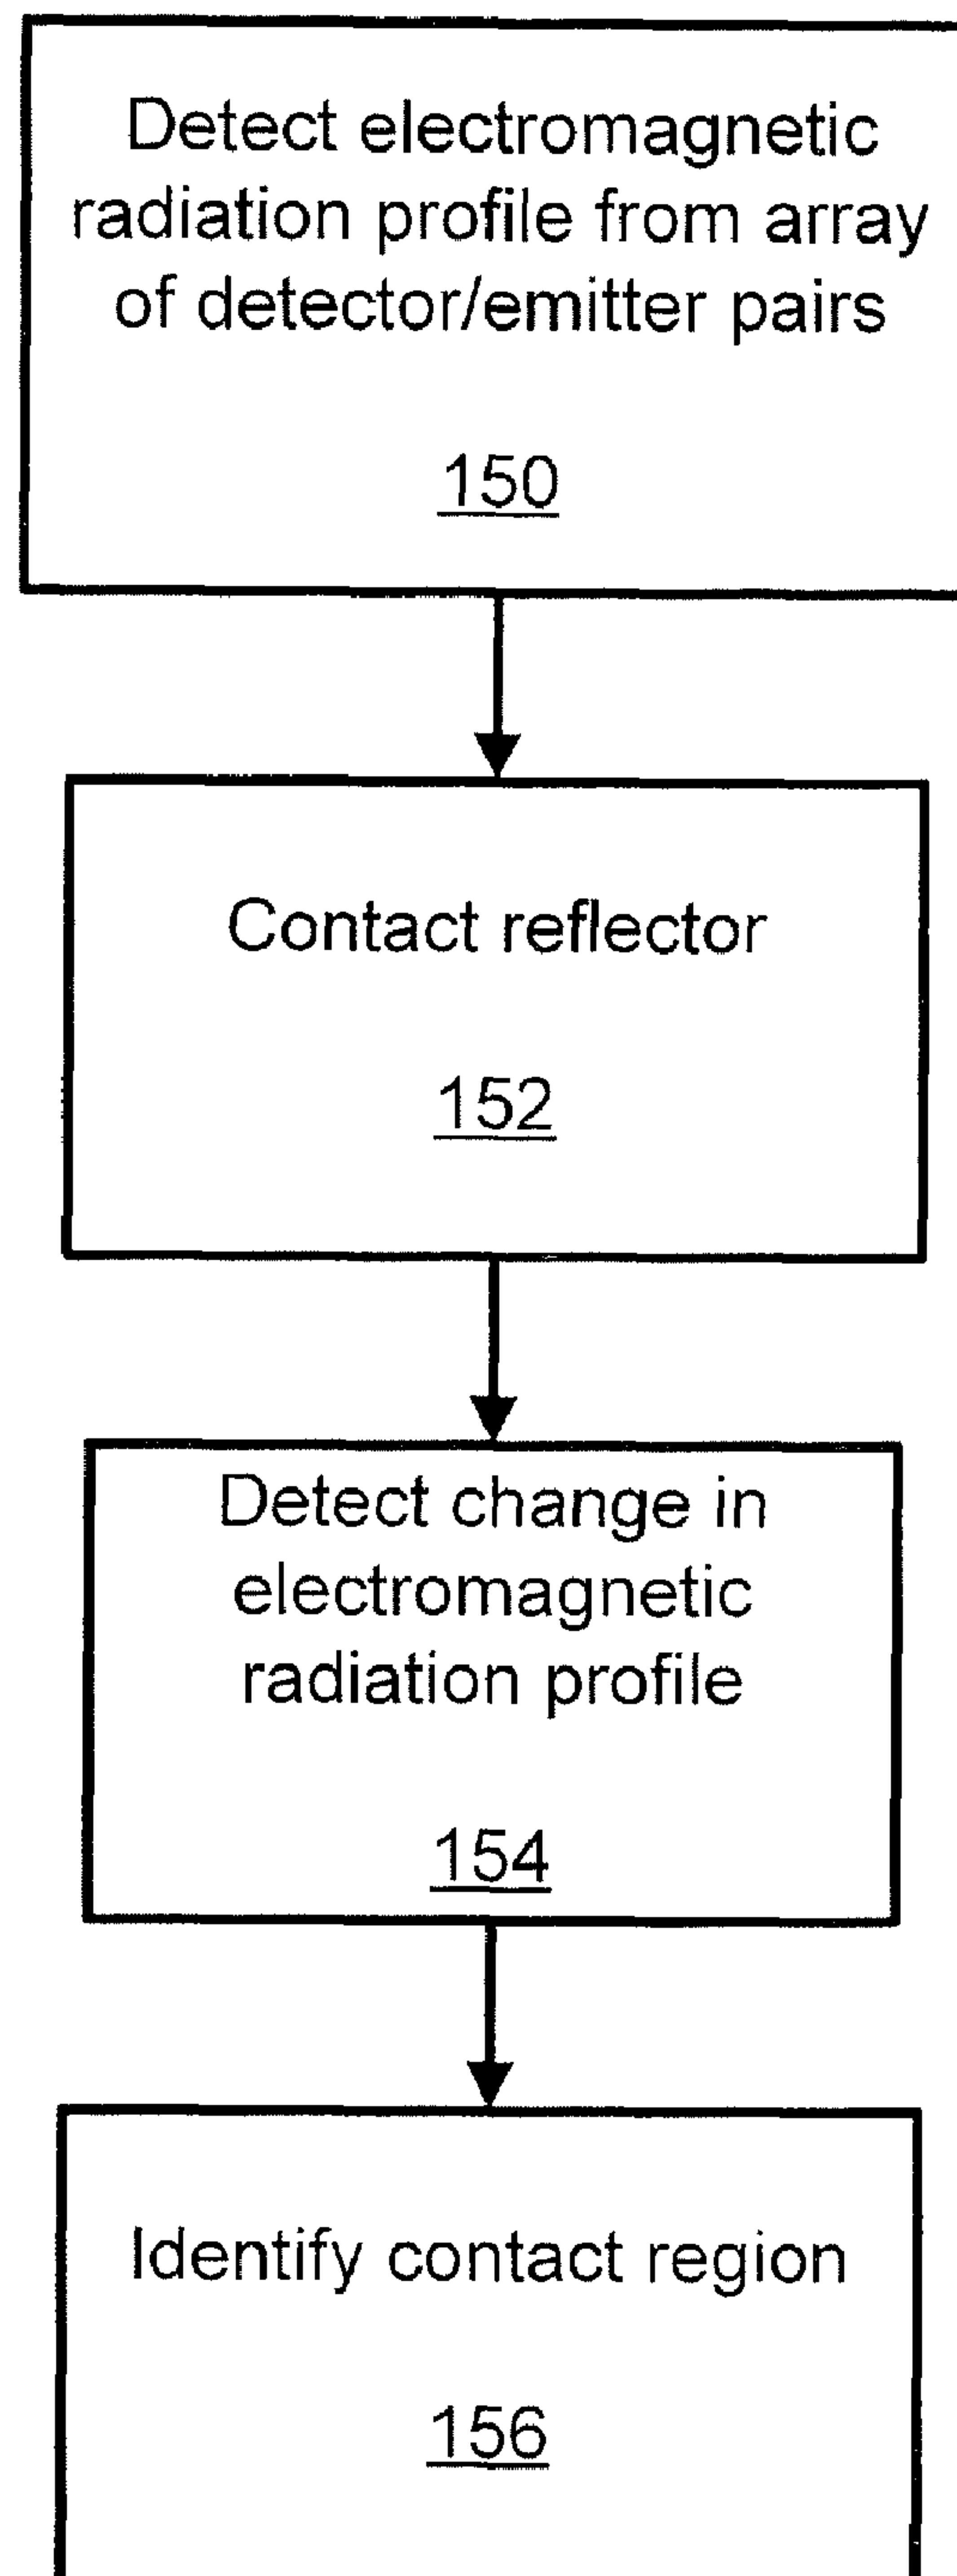 Detect electromagnetic
radiation profile from array
of detector/emitter pairs
150
Contact reflector
152
Detect change in
electromagnetic
radiation profile
154
Identify contact region
156